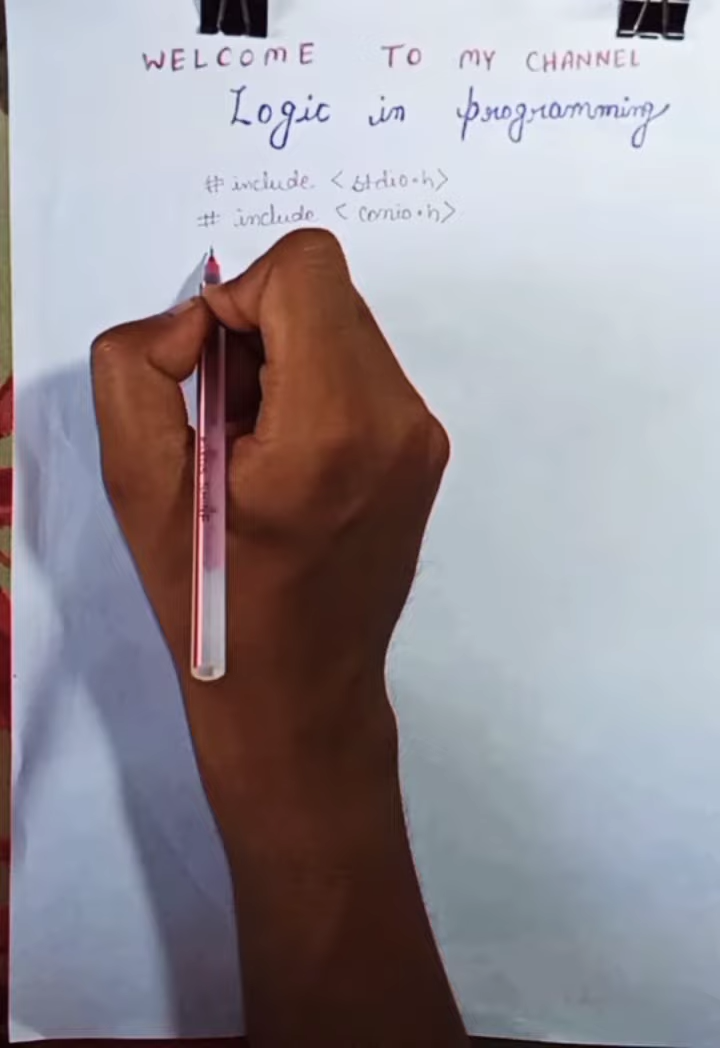 WELCOME TO MY CHANNEL
Logic in programming
# include <stdio.h>
# include <conio.h>